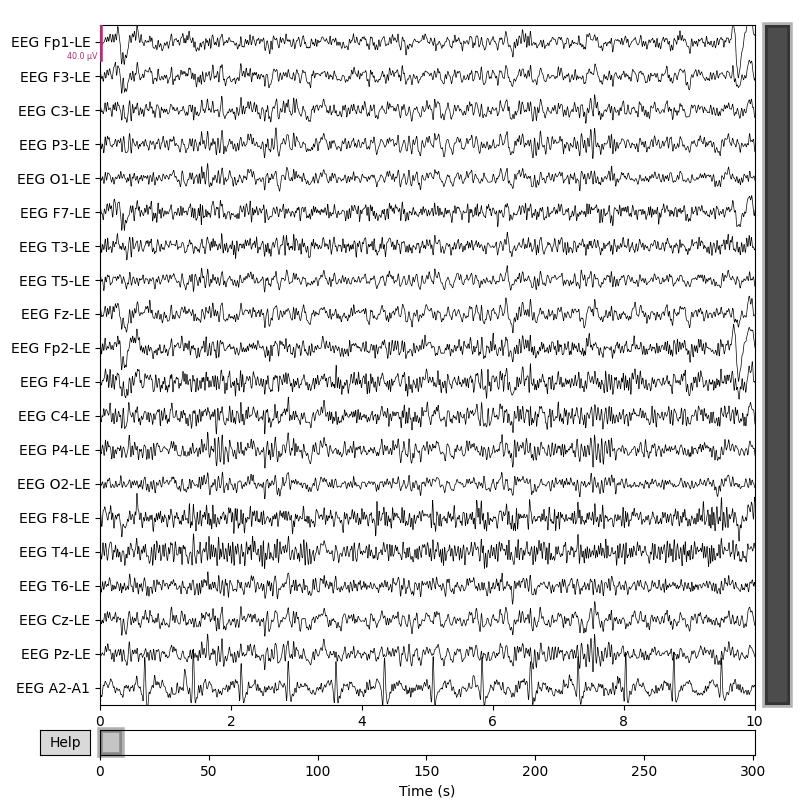 EEG Fp1-LE
40.0 µV
EEG F3-LE
EEG C3-LE
EEG P3-LE
EEG O1-LE
EEG F7-LE
EEG T3-LE
EEG T5-LE
EEG Fz-LE
EEG Fp2-LE
EEG F4-LE
EEG C4-LE
EEG P4-LE
EEG O2-LE
EEG F8-LE
EEG T4-LE
EEG T6-LE
EEG Cz-LE
EEG Pz-LE
EEG A2-A1
0 2 4 6 8 10
Help
0 50 100 150 200 250 300
Time (s)